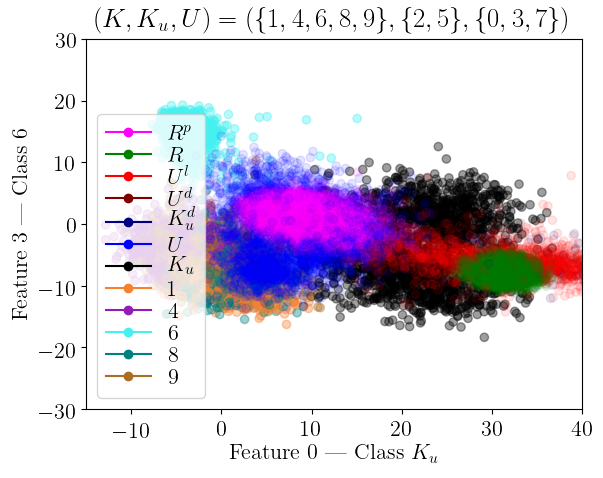 (K, K_u, U) = ({1, 4, 6, 8, 9}, {2, 5}, {0, 3, 7})
Feature 3 — Class 6
30
20
10
0
−10
−20
−30
R^p
R
U^l
U^d
K_u^d
U
K_u
1
4
6
8
9
−10 0 10 20 30 40
Feature 0 — Class K_u